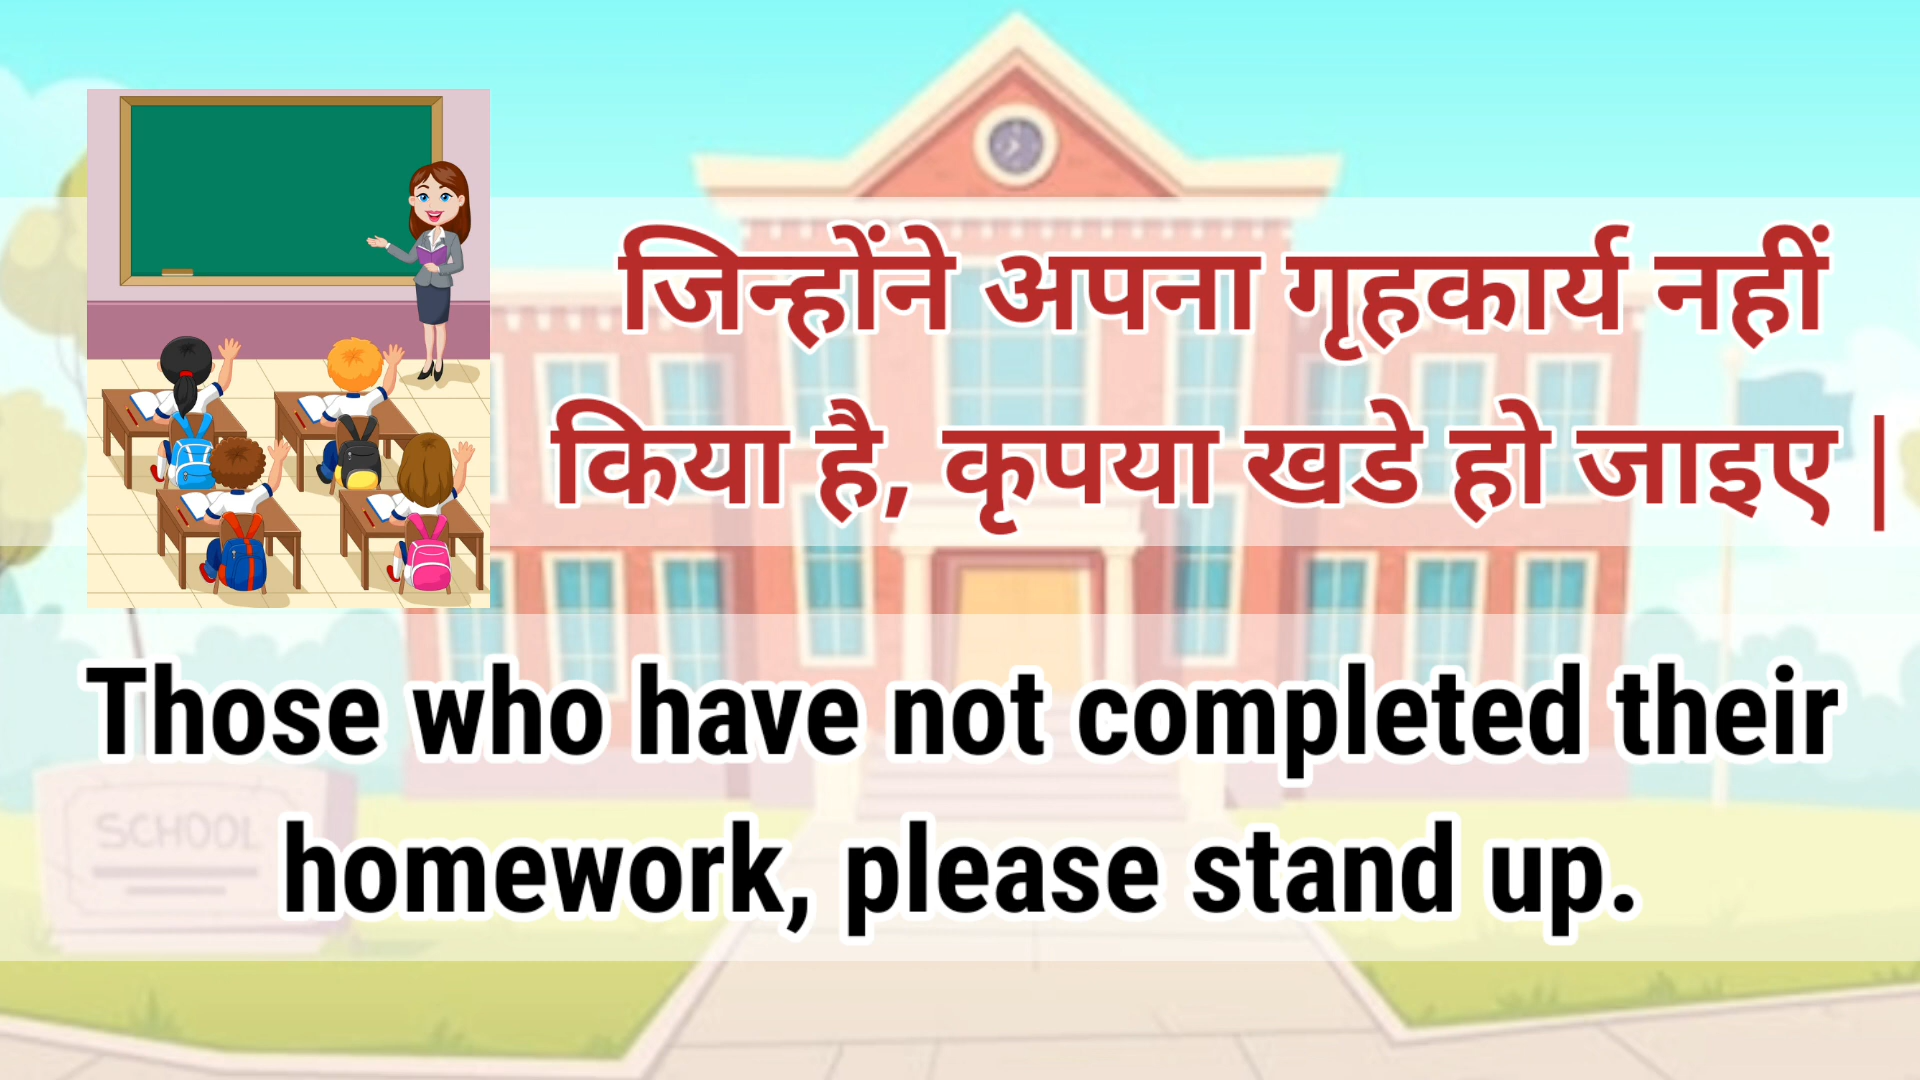 जिन्होंने अपना गृहकार्य नहीं
किया है, कृपया खडे हो जाइए |
Those who have not completed their
homework, please stand up.
SCHOOL